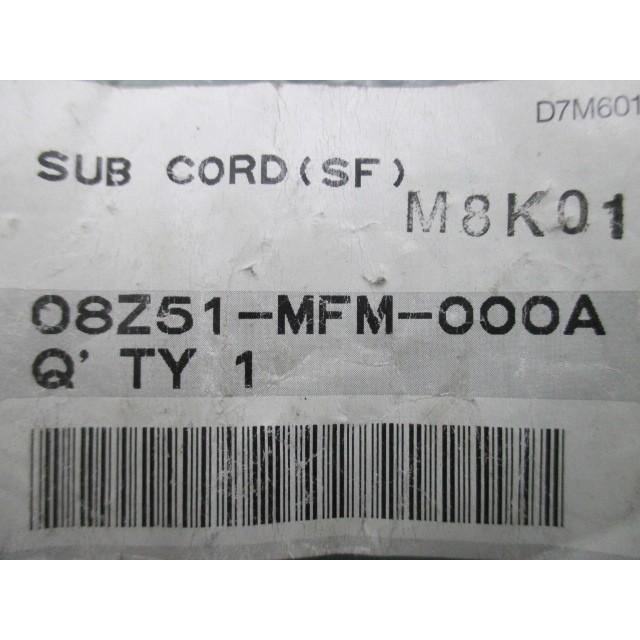 D7M601
SUB CORD(SF)
M8K01
08Z51-MFM-000A
Q'TY 1